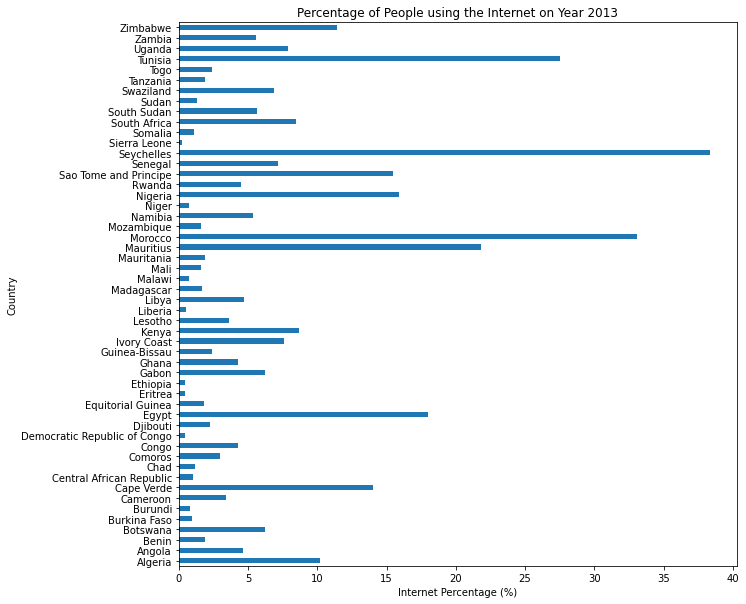 Percentage of People using the Internet on Year 2013
Zimbabwe
Zambia
Uganda
Tunisia
Togo
Tanzania
Swaziland
Sudan
South Sudan
South Africa
Somalia
Sierra Leone
Seychelles
Senegal
Sao Tome and Principe
Rwanda
Nigeria
Niger
Namibia
Mozambique
Morocco
Mauritius
Mauritania
Mali
Malawi
Madagascar
Libya
Liberia
Lesotho
Kenya
Ivory Coast
Guinea-Bissau
Ghana
Gabon
Ethiopia
Eritrea
Equitorial Guinea
Egypt
Djibouti
Democratic Republic of Congo
Congo
Comoros
Chad
Central African Republic
Cape Verde
Cameroon
Burundi
Burkina Faso
Botswana
Benin
Angola
Algeria
Country
0 5 10 15 20 25 30 35 40
Internet Percentage (%)